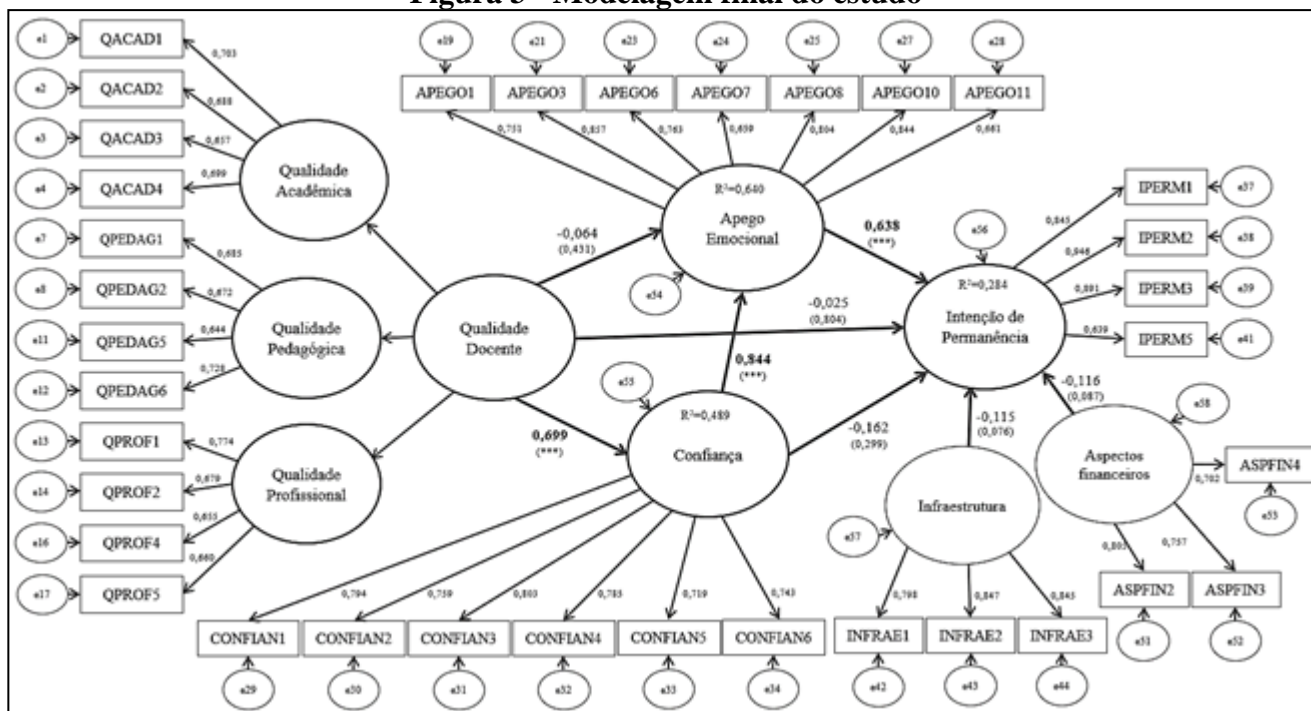 Figura 3 - Modelagem final do estudo
e1 QACAD1
0,703
e2 QACAD2
0,688
e3 QACAD3
0,657
e4 QACAD4
0,699
Qualidade
Acadêmica
e7 QPEDAG1
0,685
e8 QPEDAG2
0,672
e11 QPEDAG5
0,644
e12 QPEDAG6
0,728
Qualidade
Pedagógica
e13 QPROF1
0,774
e14 QPROF2
0,679
e16 QPROF4
0,655
e17 QPROF5
0,660
Qualidade
Profissional
Qualidade
Docente
e19 e21 e23 e24 e25 e27 e28
APEGO1 APEGO3 APEGO6 APEGO7 APEGO8 APEGO10 APEGO11
0,751 0,857 0,763 0,659 0,804 0,844 0,661
R²=0,640
Apego
Emocional
e54
-0,064
(0,431)
0,638
(***)
-0,025
(0,804)
0,844
(***)
0,699
(***)
e55
R²=0,489
Confiança
-0,162
(0,299)
-0,115
(0,076)
-0,116
(0,087)
e56
R²=0,284
Intenção de
Permanência
IPERM1 e37
0,845
IPERM2 e38
0,946
IPERM3 e39
0,891
IPERM5 e41
0,639
e58
Aspectos
financeiros
ASPFIN4
0,702
e53
0,805 0,757
ASPFIN2 ASPFIN3
e51 e52
Infraestrutura
e57
0,798 0,847 0,845
INFRAE1 INFRAE2 INFRAE3
e42 e43 e44
0,794 0,759 0,803 0,785 0,719 0,743
CONFIAN1 CONFIAN2 CONFIAN3 CONFIAN4 CONFIAN5 CONFIAN6
e29 e30 e31 e32 e33 e34